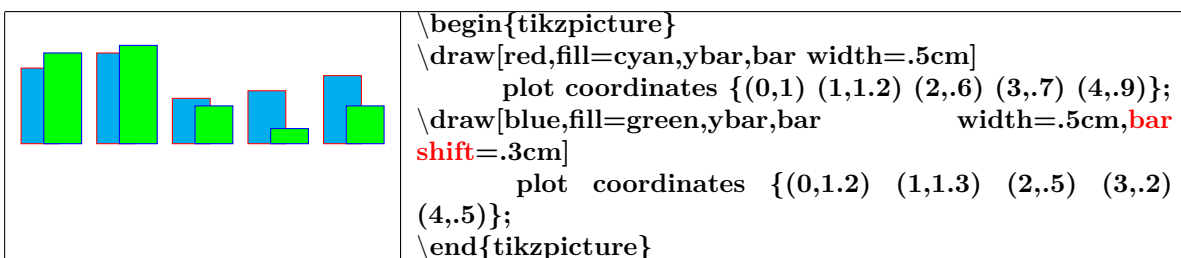 \begin{tikzpicture}
\draw[red,fill=cyan,ybar,bar width=.5cm]
plot coordinates {(0,1) (1,1.2) (2,.6) (3,.7) (4,.9)};
\draw[blue,fill=green,ybar,bar width=.5cm,bar
shift=.3cm]
plot coordinates {(0,1.2) (1,1.3) (2,.5) (3,.2)
(4,.5)};
\end{tikzpicture}